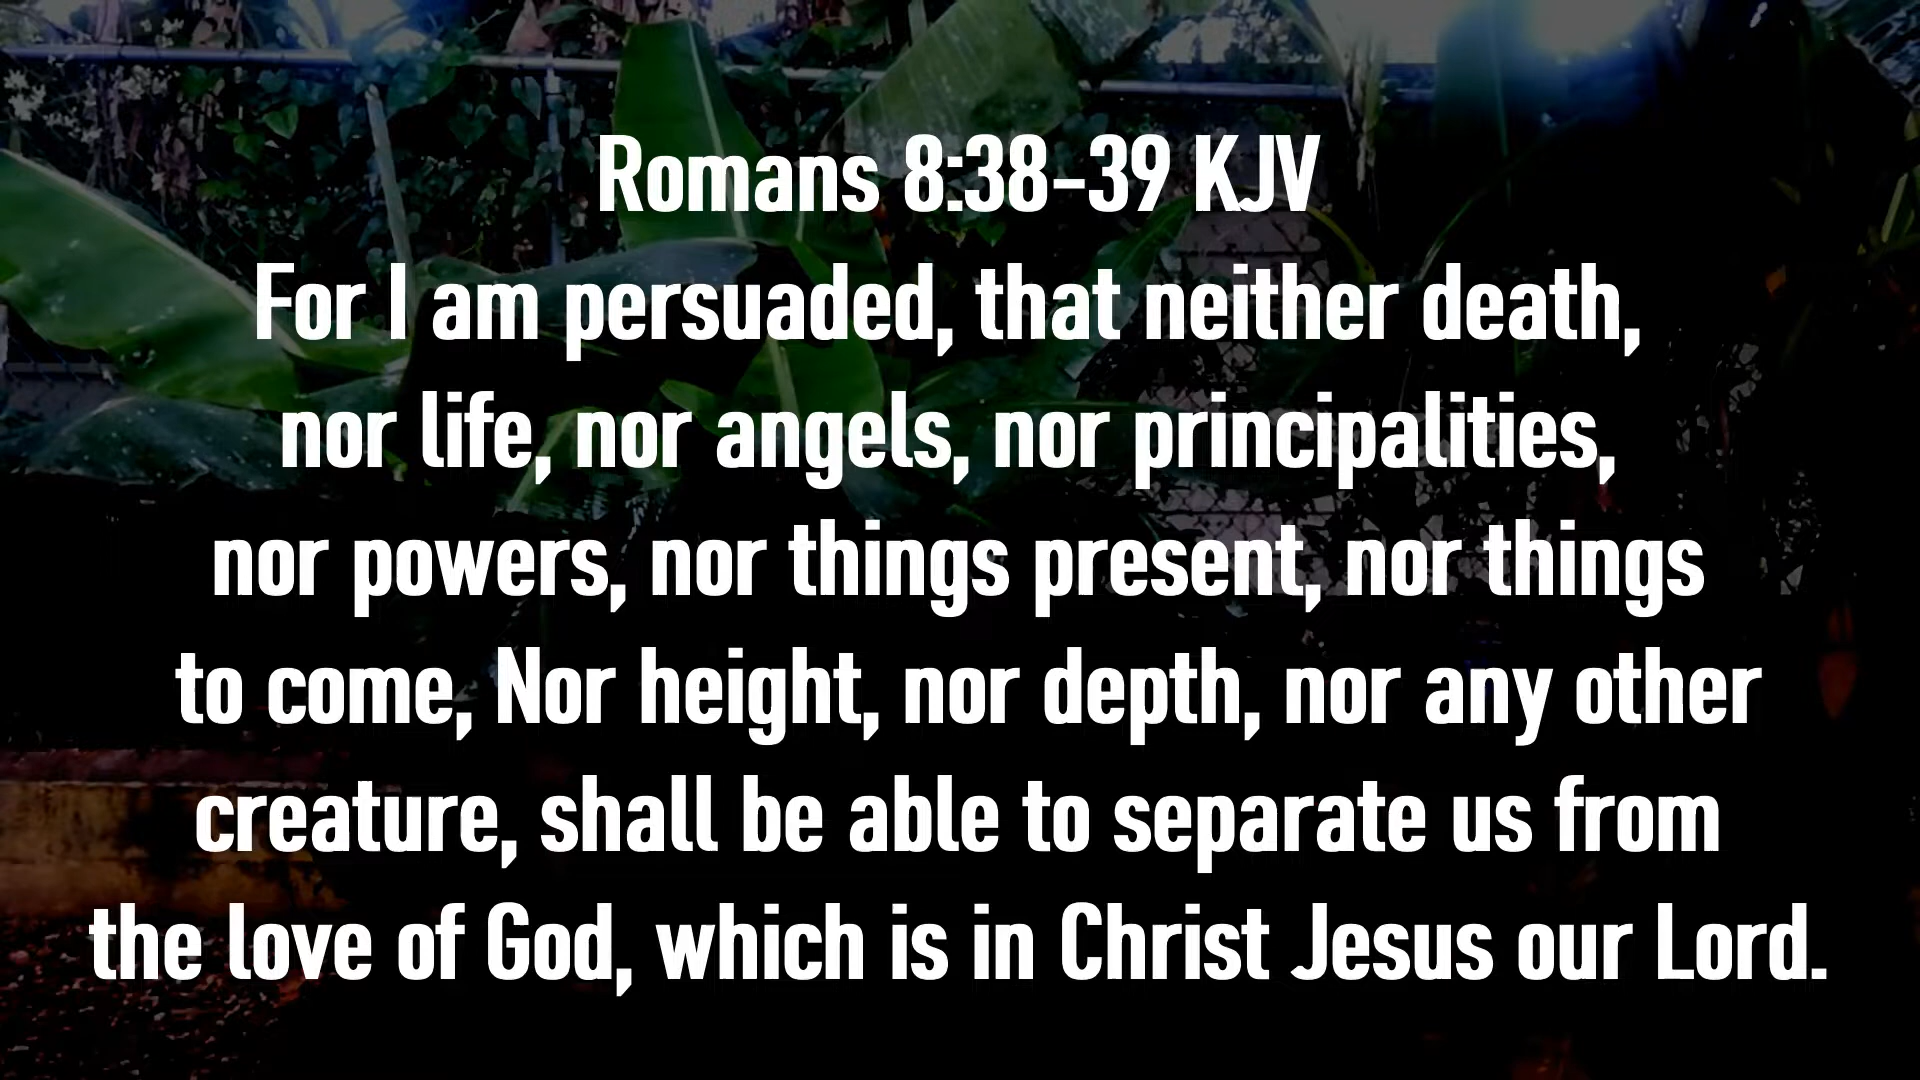 Romans 8:38-39 KJV
For I am persuaded, that neither death,
nor life, nor angels, nor principalities,
nor powers, nor things present, nor things
to come, Nor height, nor depth, nor any other
creature, shall be able to separate us from
the love of God, which is in Christ Jesus our Lord.